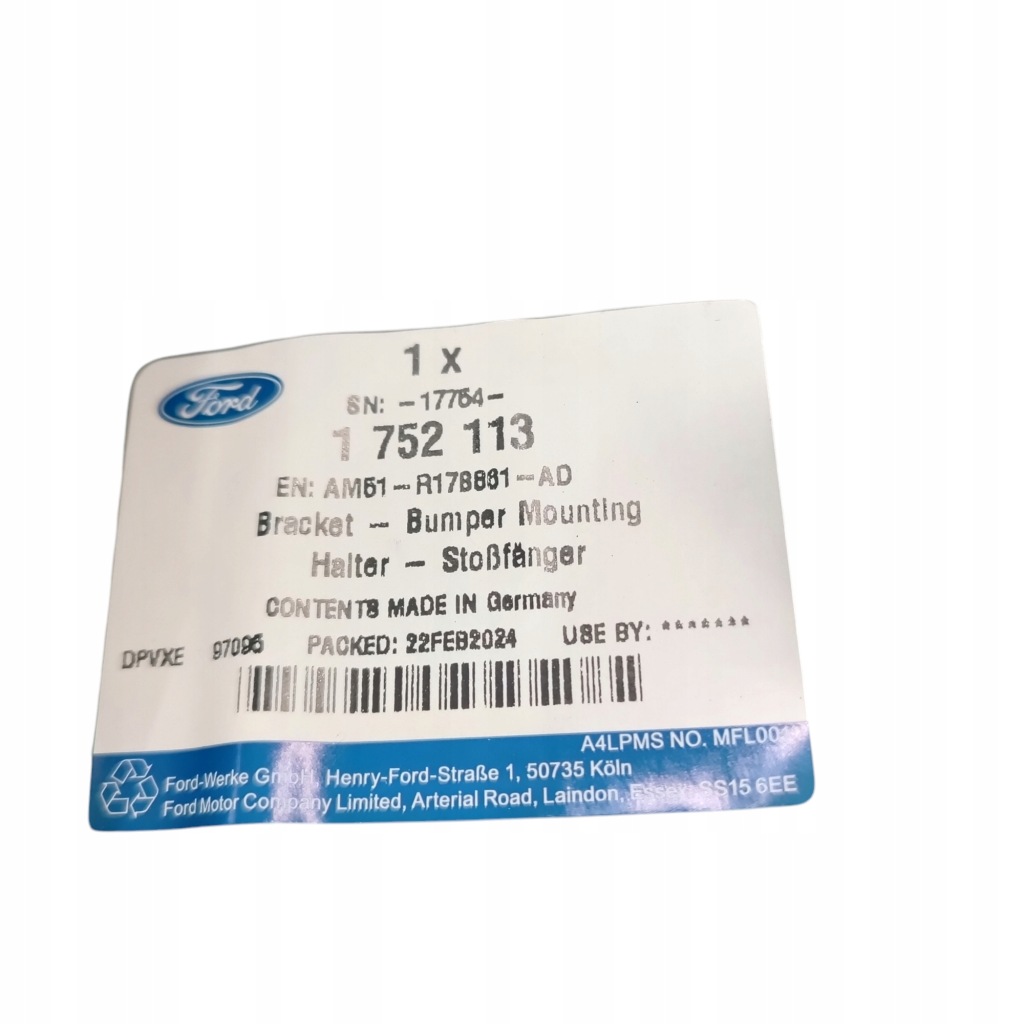 Ford
1 X
SN: -17754-
1 752 113
EN: AM51-R17B861-AD
Bracket - Bumper Mounting
Halter - Stoßfänger
CONTENTS MADE IN Germany
DPVXE 97095 PACKED: 22FEB2024 USE BY: *******
A4LPMS NO.
Ford-Werke GmbH, Henry-Ford-Straße 1, 50735 Köln
Ford Motor Company Limited, Arterial Road, Laindon, Essex, SS15 6EE